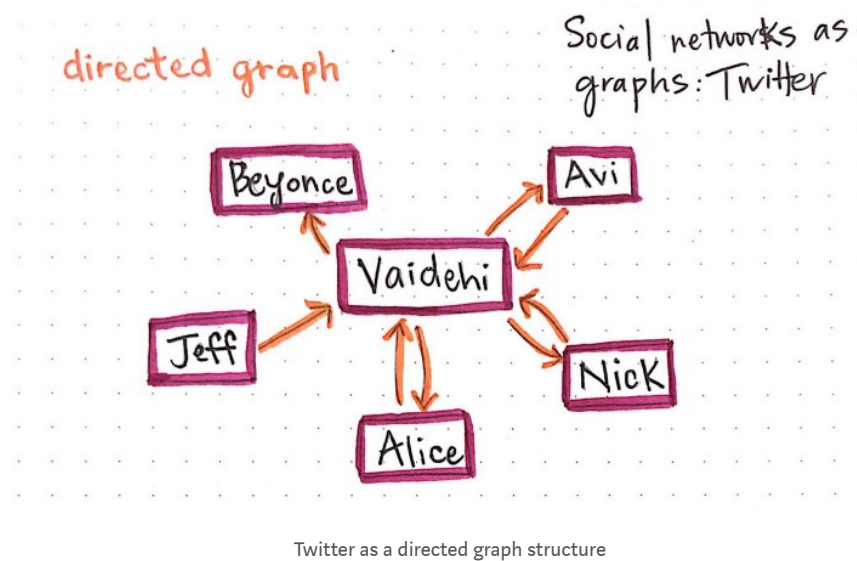 directed graph
Social networks as
graphs: Twitter
Beyonce
Avi
Vaidehi
Jeff
Nick
Alice
Twitter as a directed graph structure